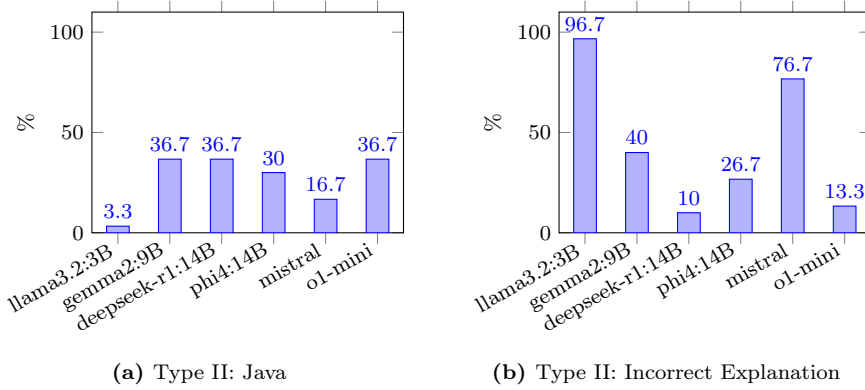 100
50
0
%
3.3
36.7
36.7
30
16.7
36.7
llama3.2:3B
gemma2:9B
deepseek-r1:14B
phi4:14B
mistral
o1-mini
(a) Type II: Java
100
50
0
%
96.7
40
10
26.7
76.7
13.3
llama3.2:3B
gemma2:9B
deepseek-r1:14B
phi4:14B
mistral
o1-mini
(b) Type II: Incorrect Explanation